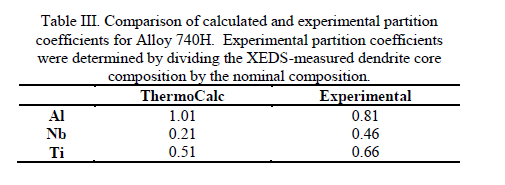 Table III. Comparison of calculated and experimental partition
coefficients for Alloy 740H. Experimental partition coefficients
were determined by dividing the XEDS-measured dendrite core
composition by the nominal composition.
ThermoCalc Experimental
Al 1.01 0.81
Nb 0.21 0.46
Ti 0.51 0.66